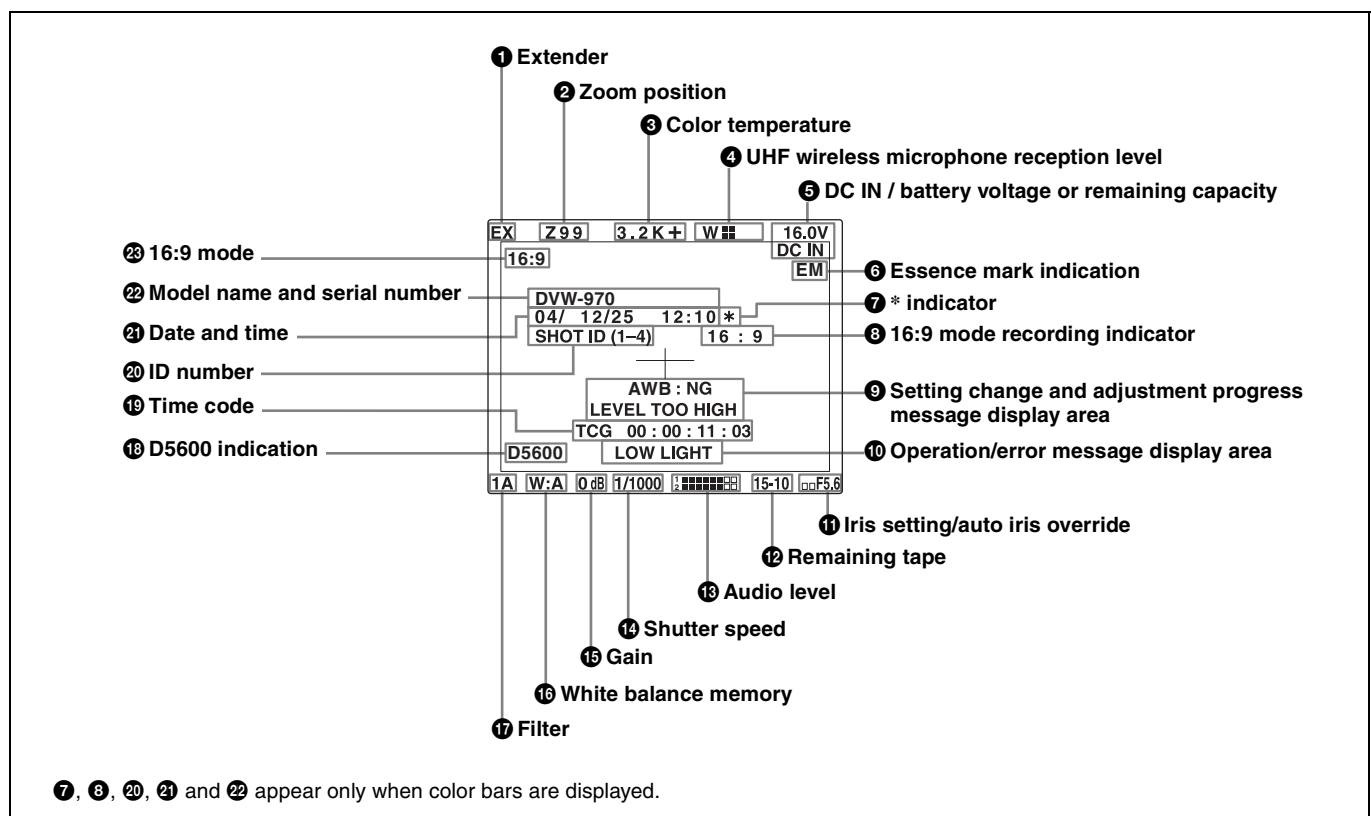 ❶ Extender
❷ Zoom position
❸ Color temperature
❹ UHF wireless microphone reception level
❺ DC IN / battery voltage or remaining capacity
EX Z99 3.2K+ W 16.0V
DC IN
㉓ 16:9 mode
16:9
EM
❻ Essence mark indication
㉒ Model name and serial number
DVW-970
❼ * indicator
㉑ Date and time
04/ 12/25 12:10 *
SHOT ID (1–4) 16 : 9
❽ 16:9 mode recording indicator
⓴ ID number
AWB : NG
❾ Setting change and adjustment progress
message display area
⓳ Time code
LEVEL TOO HIGH
TCG 00 : 00 : 11 : 03
⓲ D5600 indication
D5600 LOW LIGHT
❿ Operation/error message display area
1A W:A 0 dB 1/1000 1 2 15-10 F5.6
⓫ Iris setting/auto iris override
⓬ Remaining tape
⓭ Audio level
⓮ Shutter speed
⓯ Gain
⓰ White balance memory
⓱ Filter
❼, ❽, ⓴, ㉑ and ㉒ appear only when color bars are displayed.